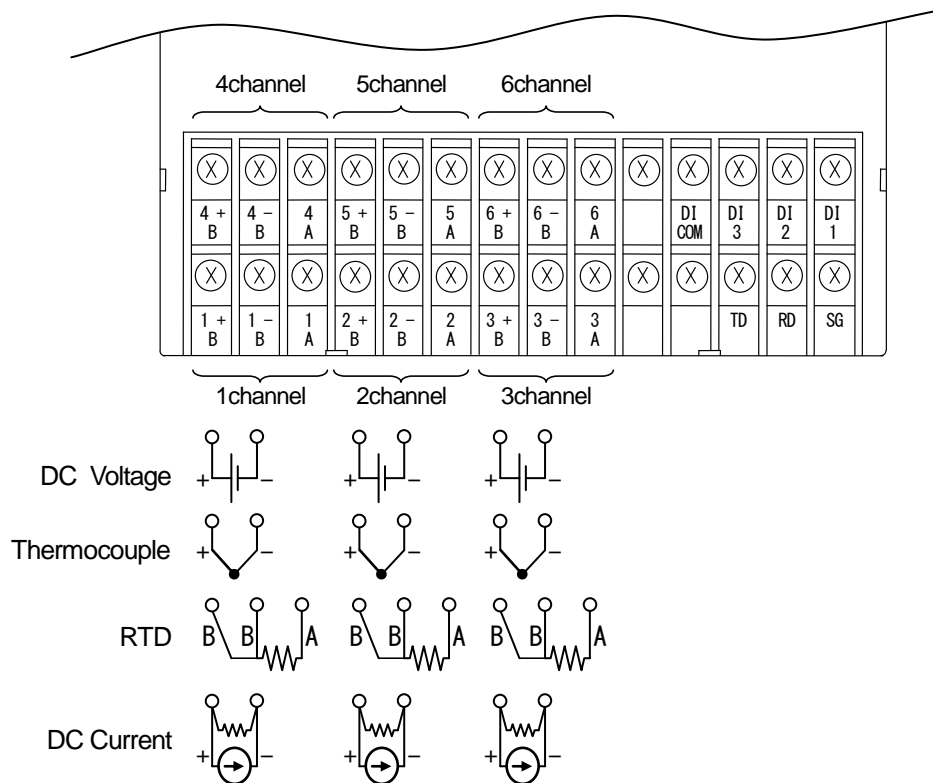 4channel 5channel 6channel
4 + 4 - 4 5 + 5 - 5 6 + 6 - 6 DI DI DI DI
B B A B B A B B A COM 3 2 1
1 + 1 - 1 2 + 2 - 2 3 + 3 - 3 TD RD SG
B B A B B A B B A
1channel 2channel 3channel
DC Voltage + - + - + -
Thermocouple + - + - + -
RTD B B A B B A B B A
DC Current + - + - + -